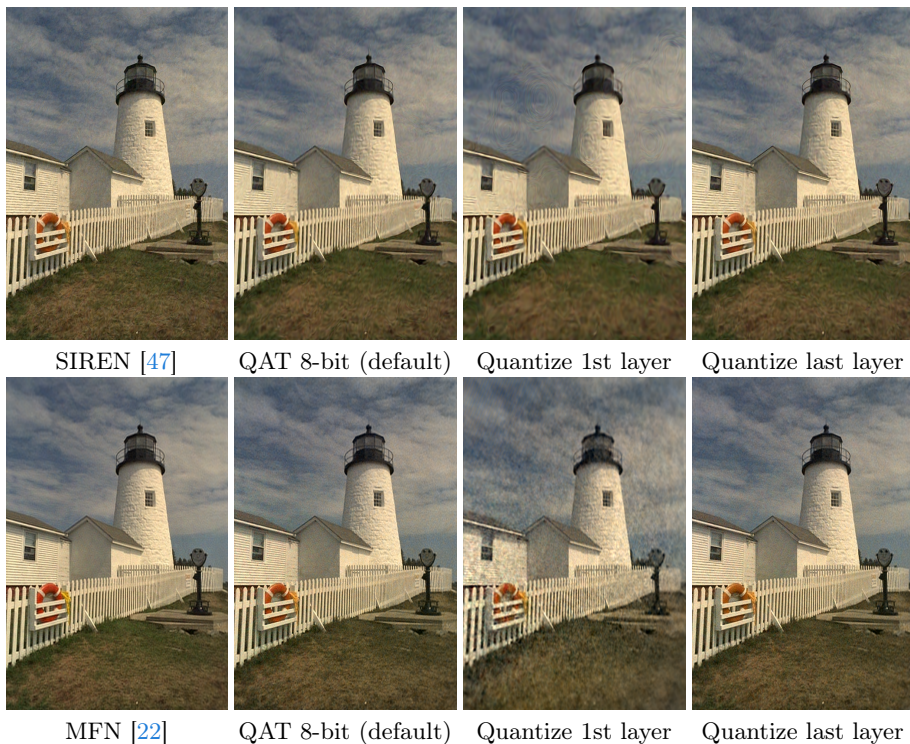 SIREN [47] QAT 8-bit (default) Quantize 1st layer Quantize last layer
MFN [22] QAT 8-bit (default) Quantize 1st layer Quantize last layer